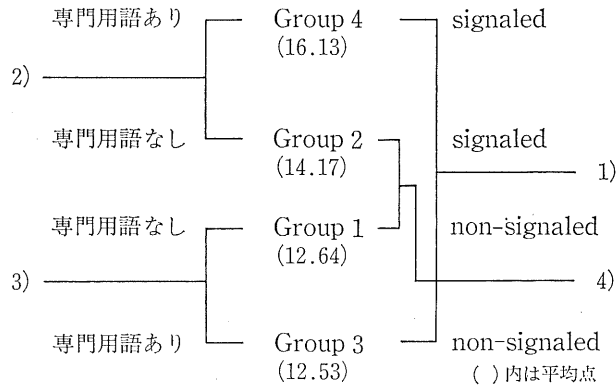 専門用語あり Group 4 signaled
(16.13)
2)
専門用語なし Group 2 signaled
(14.17)
1)
専門用語なし Group 1 non-signaled
(12.64)
3) 4)
専門用語あり Group 3 non-signaled
(12.53) ( )内は平均点